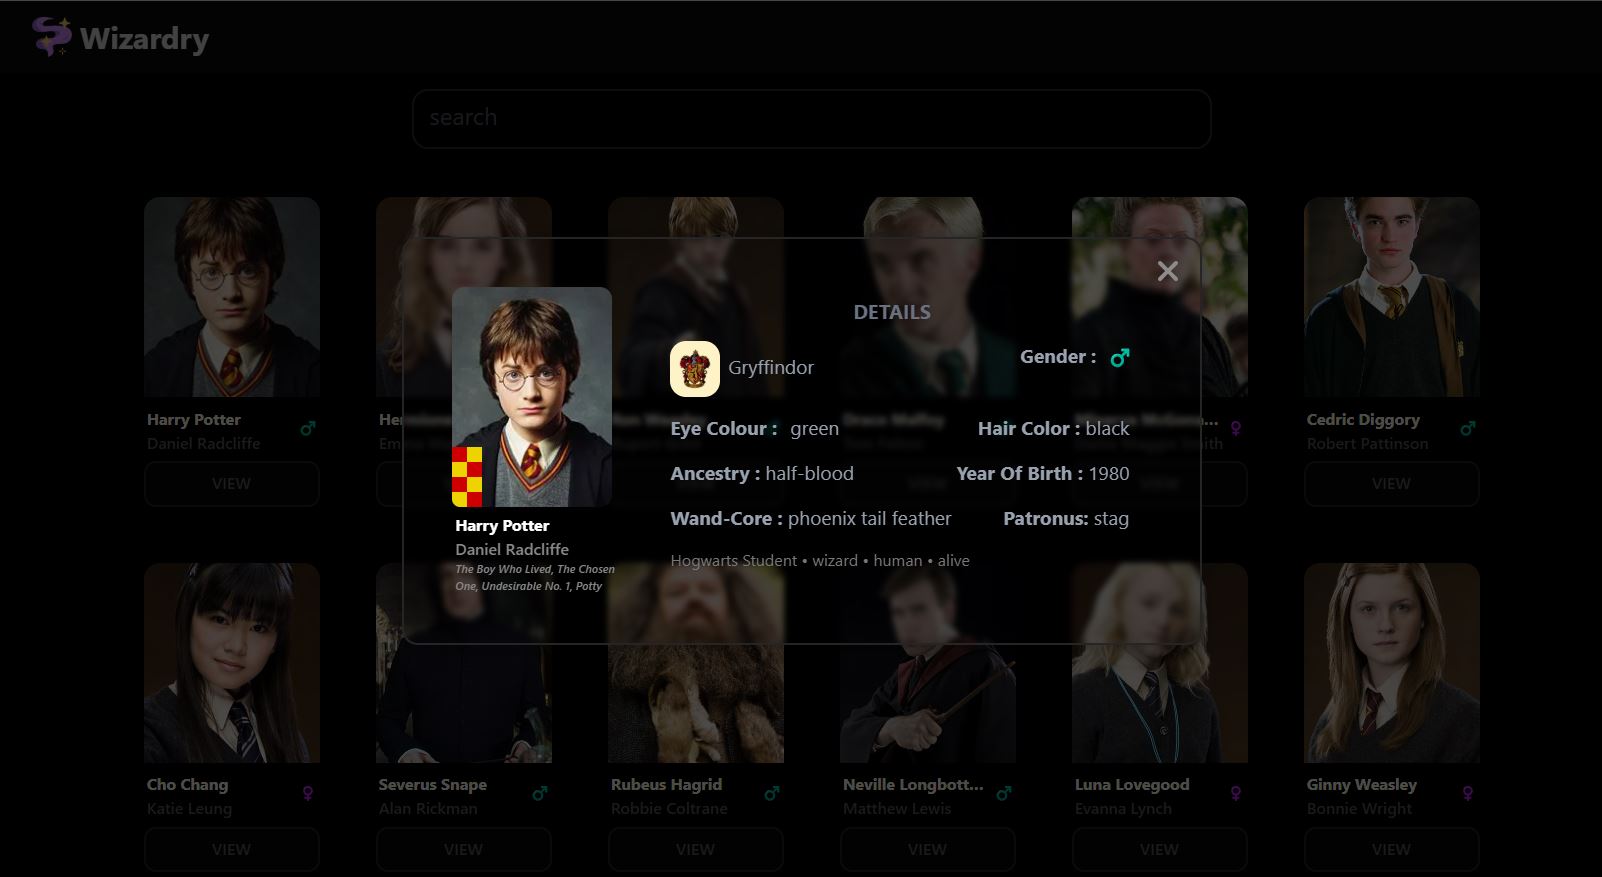 Wizardry
search
DETAILS
Gryffindor
Gender :
Eye Colour : green
Hair Color : black
Ancestry : half-blood
Year Of Birth : 1980
Wand-Core : phoenix tail feather
Patronus: stag
Hogwarts Student • wizard • human • alive
Harry Potter
Daniel Radcliffe
The Boy Who Lived, The Chosen
One, Undesirable No. 1, Potty
Harry Potter
Daniel Radcliffe
VIEW
Cedric Diggory
Robert Pattinson
VIEW
Cho Chang
Katie Leung
VIEW
Severus Snape
Alan Rickman
VIEW
Rubeus Hagrid
Robbie Coltrane
VIEW
Neville Longbott...
Matthew Lewis
VIEW
Luna Lovegood
Evanna Lynch
VIEW
Ginny Weasley
Bonnie Wright
VIEW